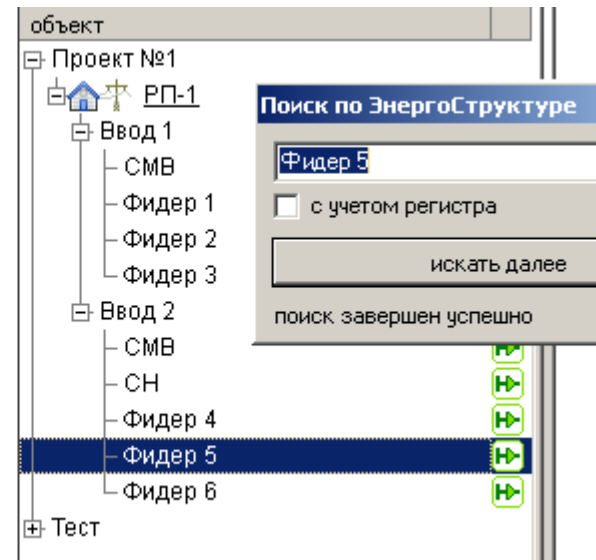 объект
Проект №1
РП-1
Ввод 1
СМВ
Фидер 1
Фидер 2
Фидер 3
Ввод 2
СМВ
СН
Фидер 4
Фидер 5
Фидер 6
Тест
Поиск по ЭнергоСтруктуре
Фидер 5
с учетом регистра
искать далее
поиск завершен успешно